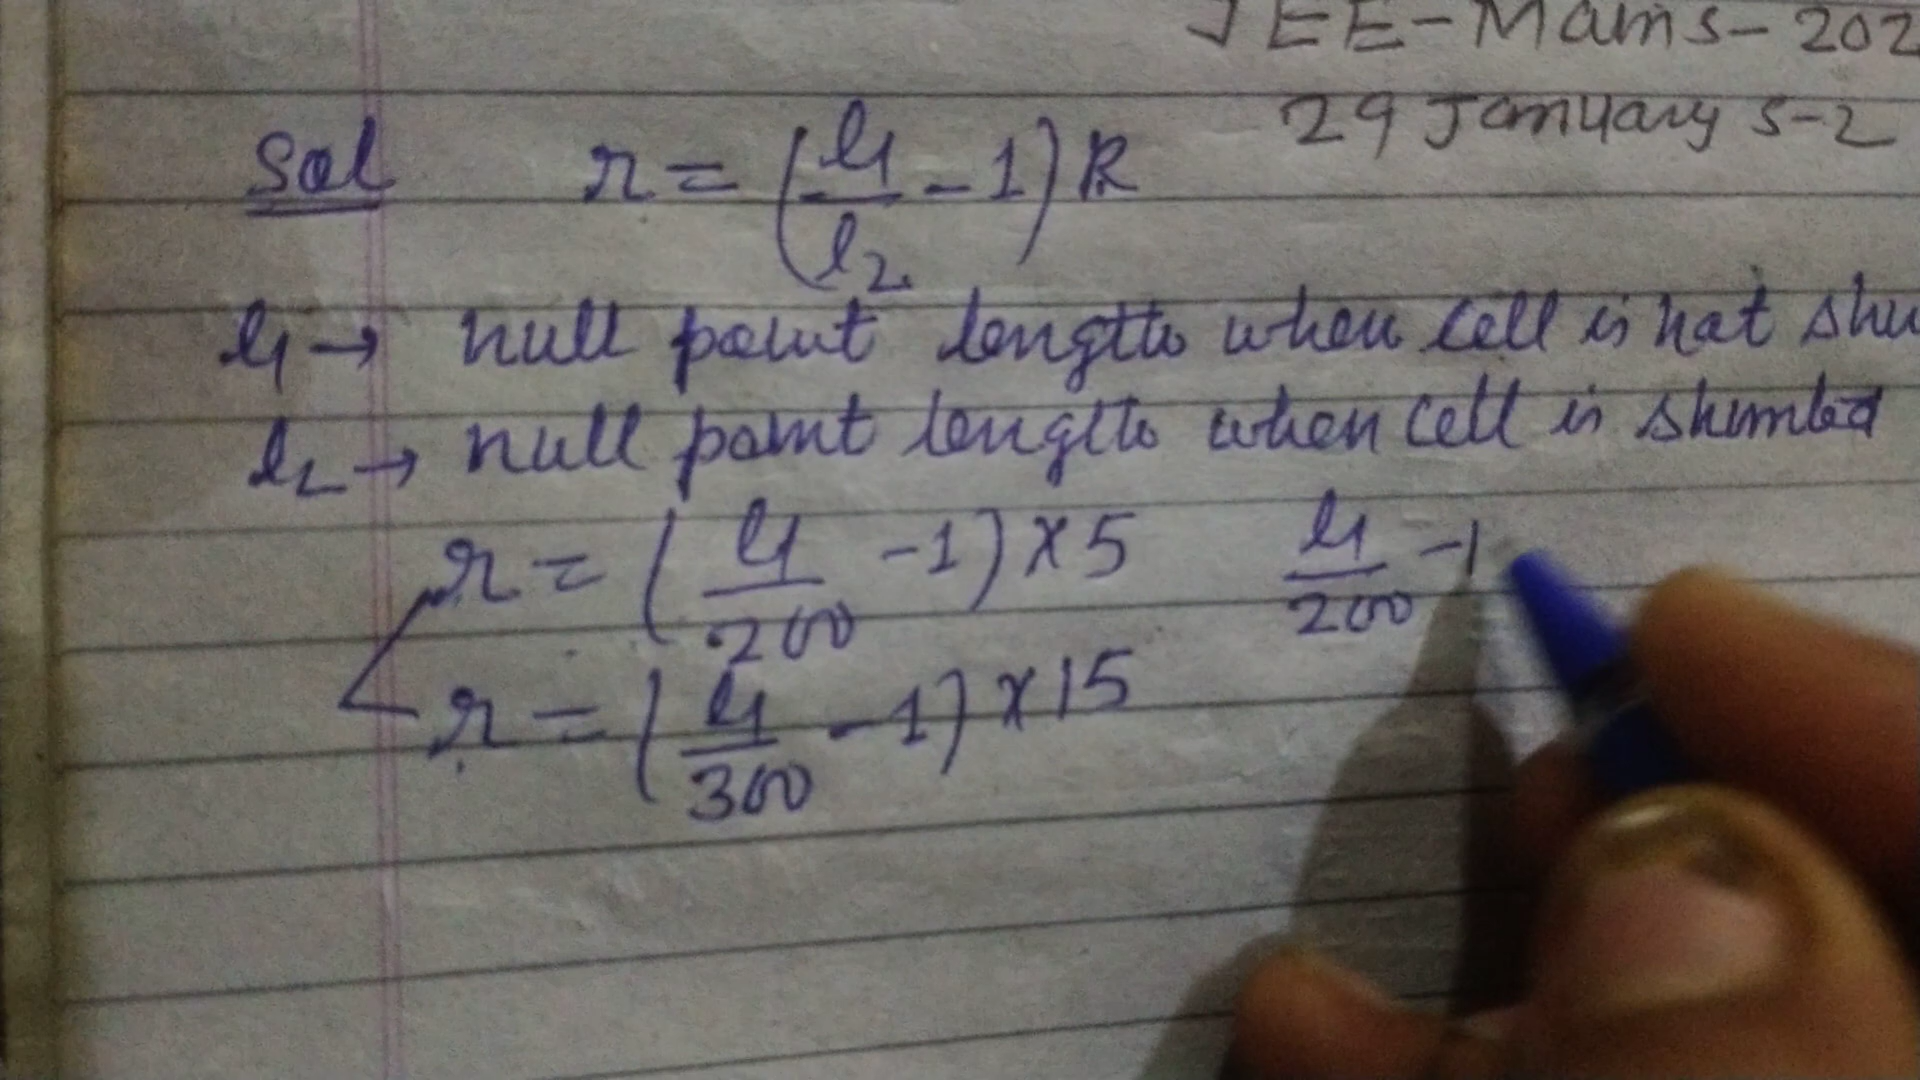 JEE-Mains-202
29 January S-2
Sol r = (l1/l2 - 1) R
l1 → null point length when cell is not shu
l2 → null point length when cell is shunted
r = (l1/200 - 1) × 5 l1/200 - 1
r = (l1/300 - 1) × 15